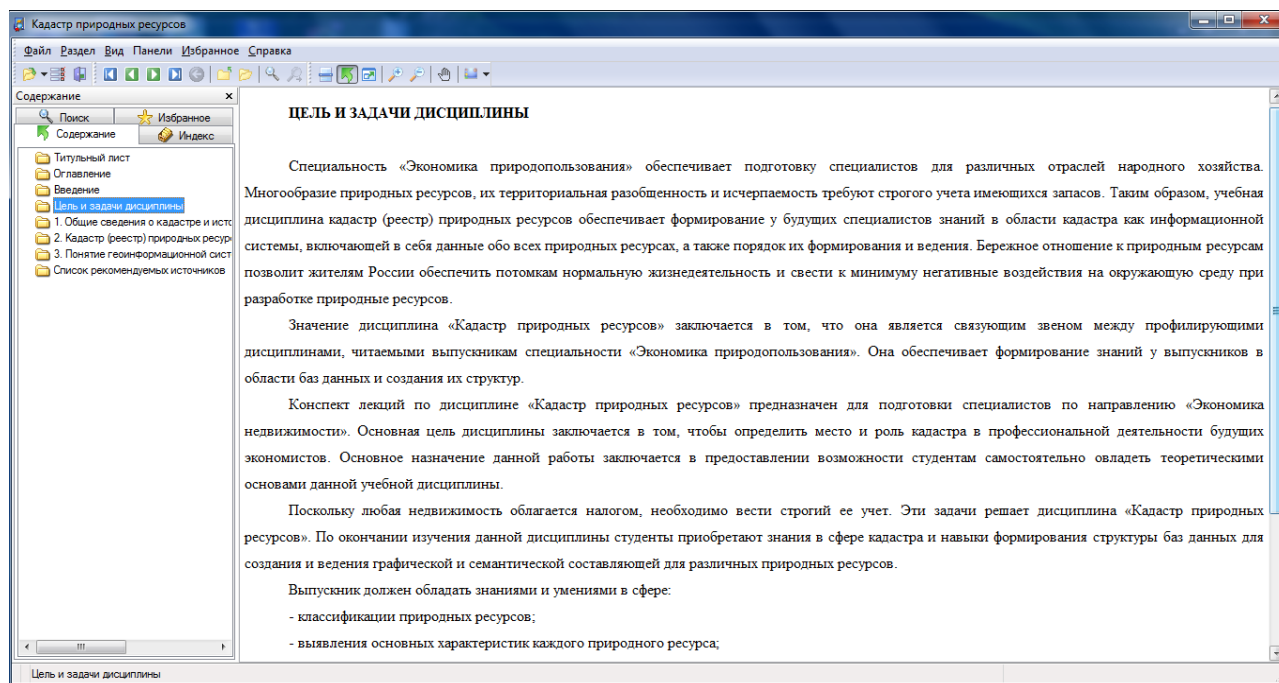 Кадастр природных ресурсов
Файл Раздел Вид Панели Избранное Справка
Содержание
Поиск Избранное
Содержание Индекс
Титульный лист
Оглавление
Введение
Цель и задачи дисциплины
1. Общие сведения о кадастре и исто
2. Кадастр (реестр) природных ресур
3. Понятие геоинформационной сист
Список рекомендуемых источников
ЦЕЛЬ И ЗАДАЧИ ДИСЦИПЛИНЫ
Специальность «Экономика природопользования» обеспечивает подготовку специалистов для различных отраслей народного хозяйства.
Многообразие природных ресурсов, их территориальная разобщенность и исчерпаемость требуют строгого учета имеющихся запасов. Таким образом, учебная
дисциплина кадастр (реестр) природных ресурсов обеспечивает формирование у будущих специалистов знаний в области кадастра как информационной
системы, включающей в себя данные обо всех природных ресурсах, а также порядок их формирования и ведения. Бережное отношение к природным ресурсам
позволит жителям России обеспечить потомкам нормальную жизнедеятельность и свести к минимуму негативные воздействия на окружающую среду при
разработке природные ресурсов.
Значение дисциплина «Кадастр природных ресурсов» заключается в том, что она является связующим звеном между профилирующими
дисциплинами, читаемыми выпускникам специальности «Экономика природопользования». Она обеспечивает формирование знаний у выпускников в
области баз данных и создания их структур.
Конспект лекций по дисциплине «Кадастр природных ресурсов» предназначен для подготовки специалистов по направлению «Экономика
недвижимости». Основная цель дисциплины заключается в том, чтобы определить место и роль кадастра в профессиональной деятельности будущих
экономистов. Основное назначение данной работы заключается в предоставлении возможности студентам самостоятельно овладеть теоретическими
основами данной учебной дисциплины.
Поскольку любая недвижимость облагается налогом, необходимо вести строгий ее учет. Эти задачи решает дисциплина «Кадастр природных
ресурсов». По окончании изучения данной дисциплины студенты приобретают знания в сфере кадастра и навыки формирования структуры баз данных для
создания и ведения графической и семантической составляющей для различных природных ресурсов.
Выпускник должен обладать знаниями и умениями в сфере:
- классификации природных ресурсов;
- выявления основных характеристик каждого природного ресурса;
Цель и задачи дисциплины